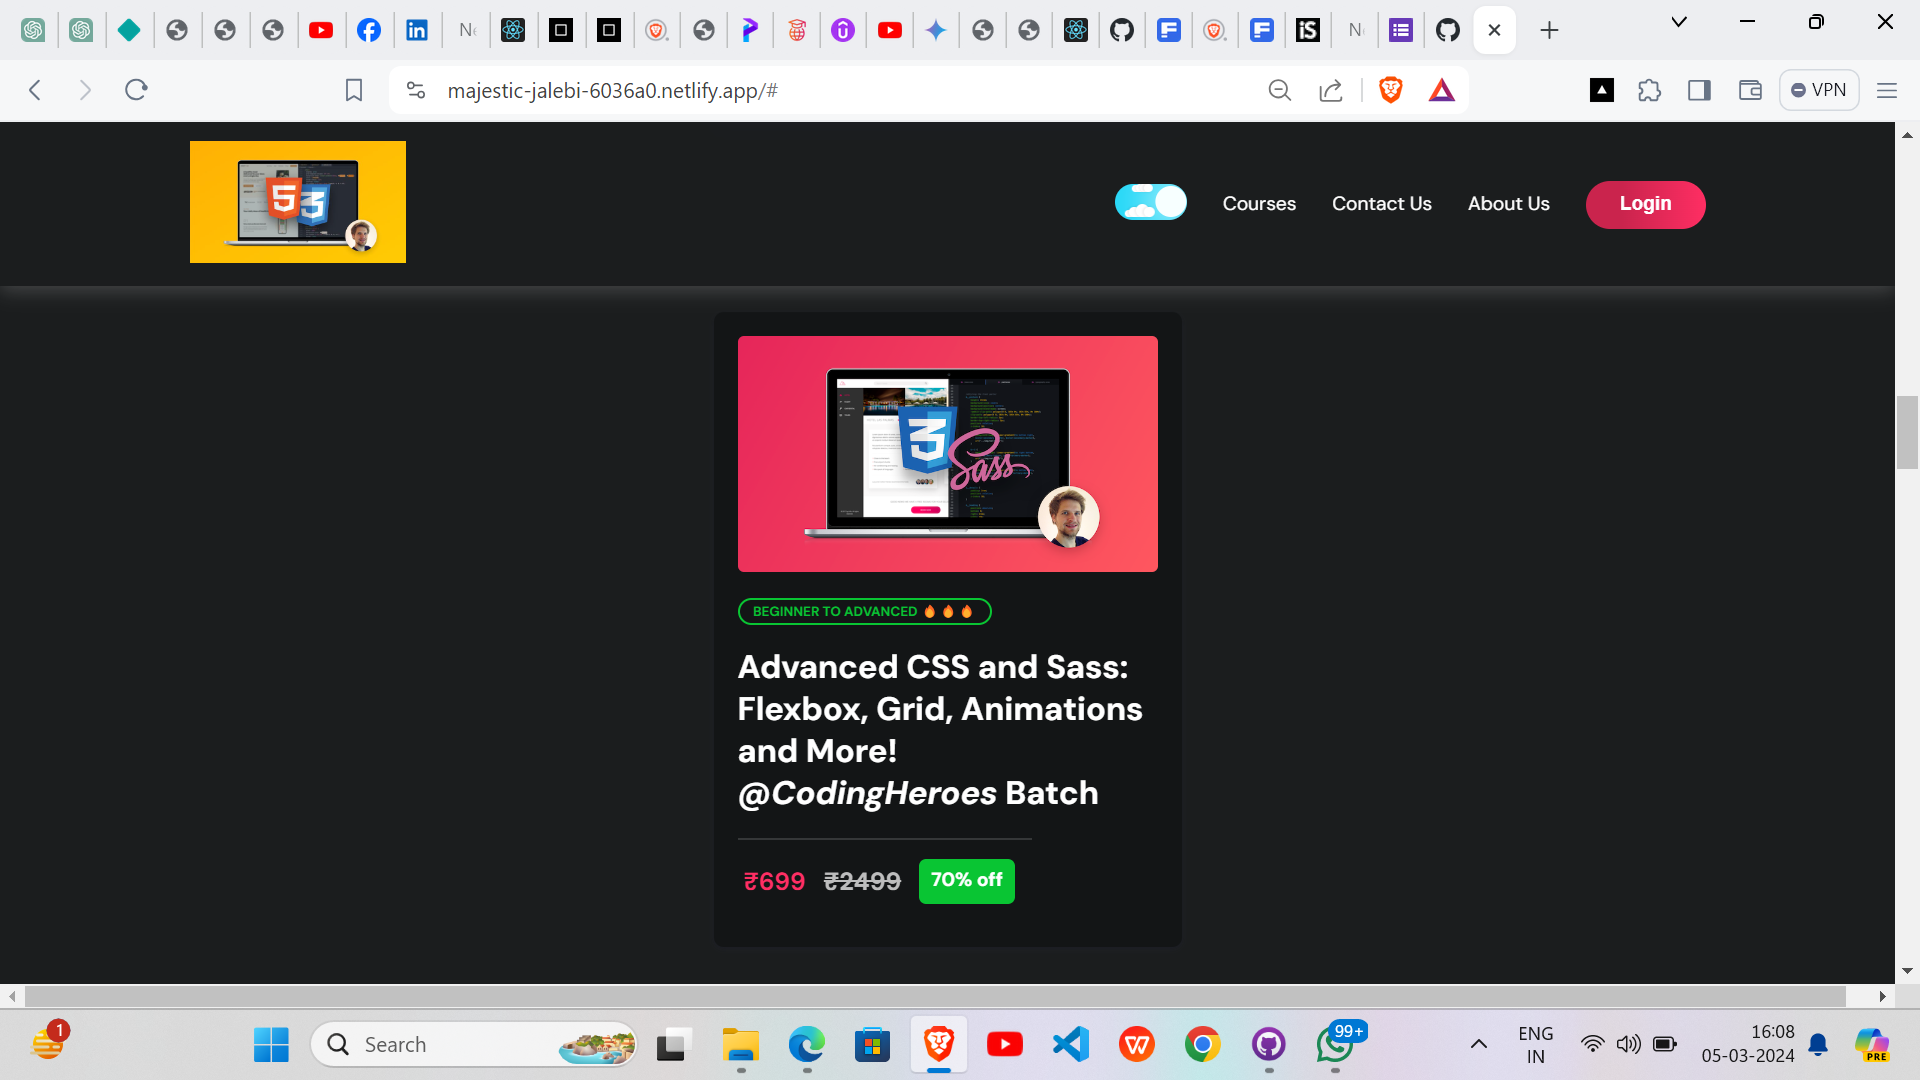 majestic-jalebi-6036a0.netlify.app/#
VPN
Courses
Contact Us
About Us
Login
Sass
BEGINNER TO ADVANCED 🔥🔥🔥
Advanced CSS and Sass:
Flexbox, Grid, Animations
and More!
@CodingHeroes Batch
₹699 ₹2499 70% off
1
Search
99+
ENG
IN
16:08
05-03-2024
PRE